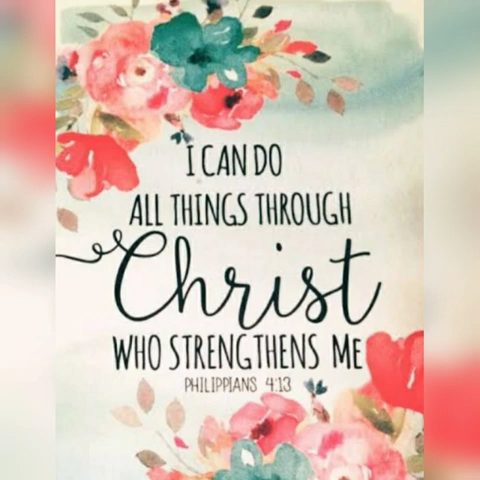 I CAN DO
ALL THINGS THROUGH
Christ
WHO STRENGTHENS ME
PHILIPPIANS 4:13